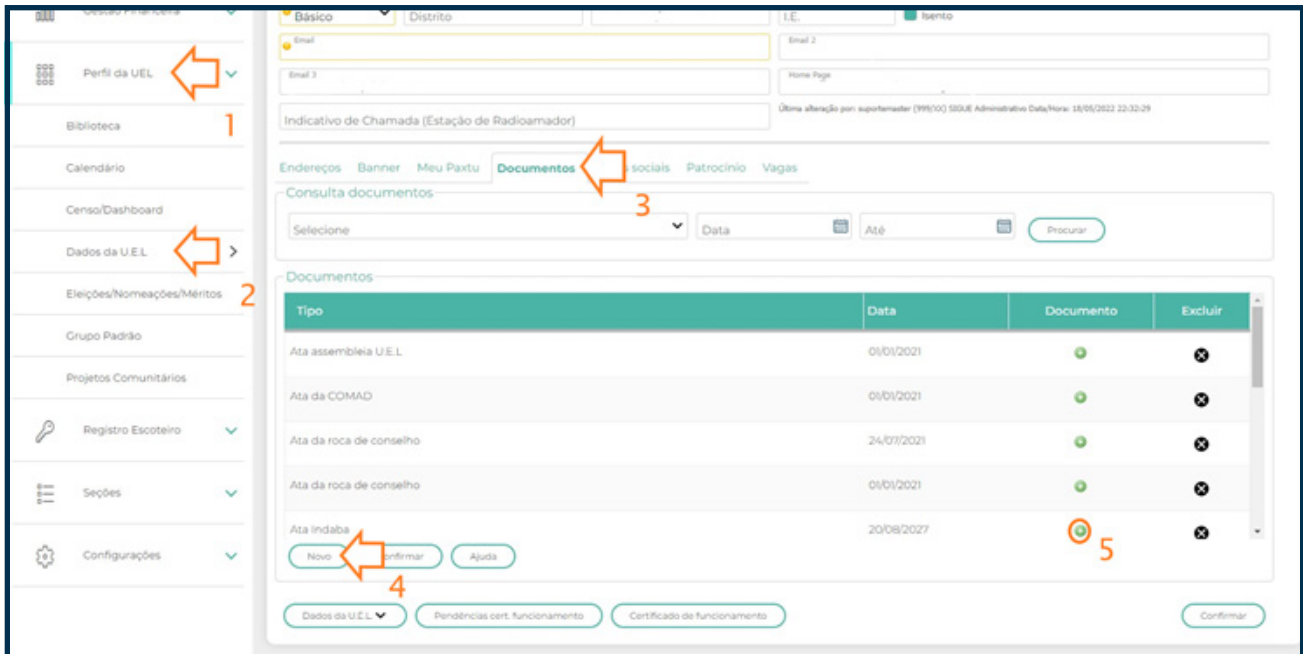 Gestão Financeira
Perfil da UEL
1
Biblioteca
Calendário
Censo/Dashboard
Dados da U.E.L
2
Eleições/Nomeações/Méritos
Grupo Padrão
Projetos Comunitários
Registro Escoteiro
Seções
Configurações
Básico
Distrito
I.E.
Isento
Email
Email 2
Email 3
Home Page
Indicativo de Chamada (Estação de Radioamador)
Última alteração por: suportemaster (999/XX) SIGUE Administrativo Data/Hora: 18/05/2022 22:32:29
Endereços Banner Meu Paxtu Documentos sociais Patrocínio Vagas
3
Consulta documentos
Selecione Data Até Procurar
Documentos
Tipo Data Documento Excluir
Ata assembleia U.E.L 01/01/2021
Ata da COMAD 01/01/2021
Ata da roca de conselho 24/07/2021
Ata da roca de conselho 01/01/2021
Ata Indaba 20/08/2027
5
Novo onfirmar Ajuda
4
Dados da U.E.L. Pendências cert. funcionamento Certificado de funcionamento Confirmar